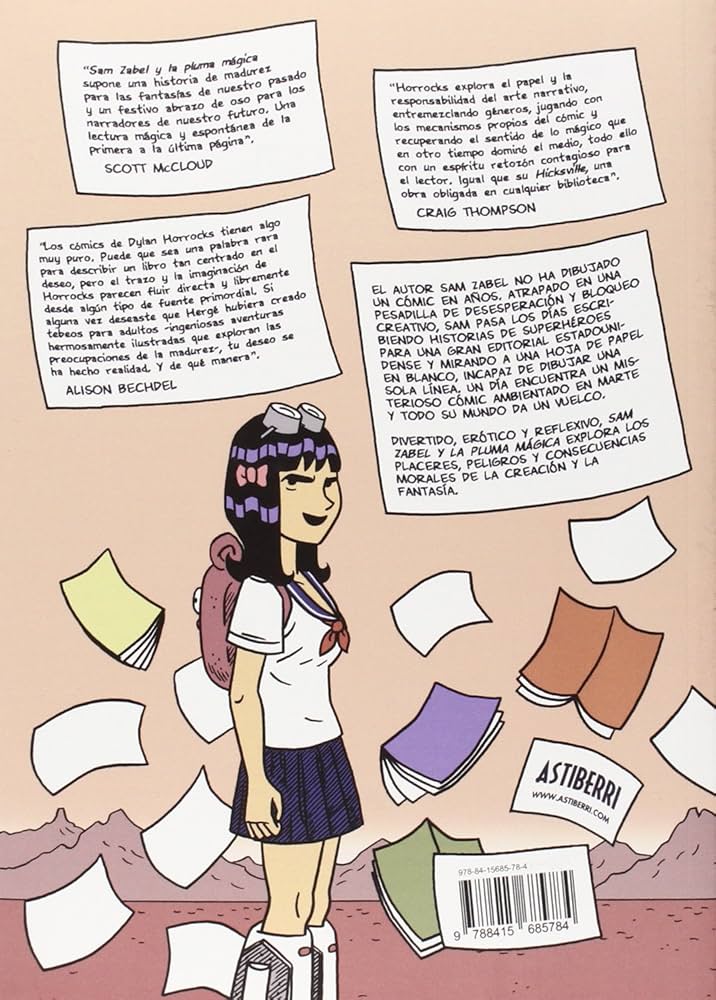 "Sam Zabel y la pluma mágica
supone una historia de madurez
para las fantasías de nuestro pasado
y un festivo abrazo de oso para los
narradores de nuestro futuro. Una
lectura mágica y espontánea de la
primera a la última página".
SCOTT McCLOUD
"Horrocks explora el papel y la
responsabilidad del arte narrativo,
entremezclando géneros, jugando con
los mecanismos propios del cómic y
recuperando el sentido de lo mágico que
en otro tiempo dominó el medio, todo ello
con un espíritu retozón contagioso para
el lector. Igual que su Hicksville, una
obra obligada en cualquier biblioteca".
CRAIG THOMPSON
"Los cómics de Dylan Horrocks tienen algo
muy puro. Puede que sea una palabra rara
para describir un libro tan centrado en el
deseo, pero el trazo y la imaginación de
Horrocks parecen fluir directa y libremente
desde algún tipo de fuente primordial. Si
alguna vez deseaste que Hergé hubiera creado
tebeos para adultos -ingeniosas aventuras
hermosamente ilustradas que exploran las
preocupaciones de la madurez-, tu deseo se
ha hecho realidad. Y de qué manera".
ALISON BECHDEL
EL AUTOR SAM ZABEL NO HA DIBUJADO
UN CÓMIC EN AÑOS. ATRAPADO EN UNA
PESADILLA DE DESESPERACIÓN Y BLOQUEO
CREATIVO, SAM PASA LOS DÍAS ESCRI-
BIENDO HISTORIAS DE SUPERHÉROES
PARA UNA GRAN EDITORIAL ESTADOUNI-
DENSE Y MIRANDO A UNA HOJA DE PAPEL
EN BLANCO, INCAPAZ DE DIBUJAR UNA
SOLA LÍNEA. UN DÍA ENCUENTRA UN MIS-
TERIOSO CÓMIC AMBIENTADO EN MARTE
Y TODO SU MUNDO DA UN VUELCO.
DIVERTIDO, ERÓTICO Y REFLEXIVO, SAM
ZABEL Y LA PLUMA MÁGICA EXPLORA LOS
PLACERES, PELIGROS Y CONSECUENCIAS
MORALES DE LA CREACIÓN Y LA
FANTASÍA.
ASTIBERRI
WWW.ASTIBERRI.COM
978-84-15685-78-4
9 788415 685784